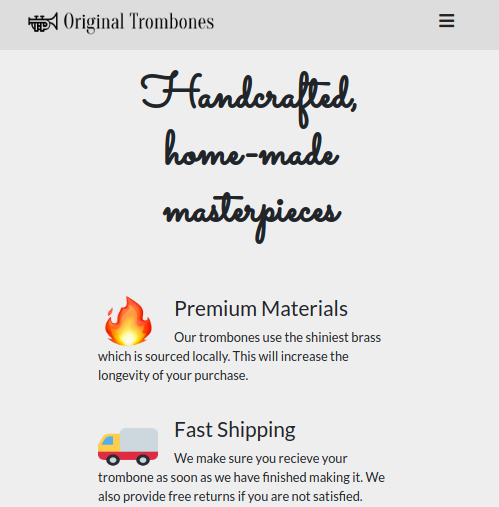 Original Trombones
Handcrafted,
home-made
masterpieces
Premium Materials
Our trombones use the shiniest brass
which is sourced locally. This will increase the
longevity of your purchase.
Fast Shipping
We make sure you recieve your
trombone as soon as we have finished making it. We
also provide free returns if you are not satisfied.